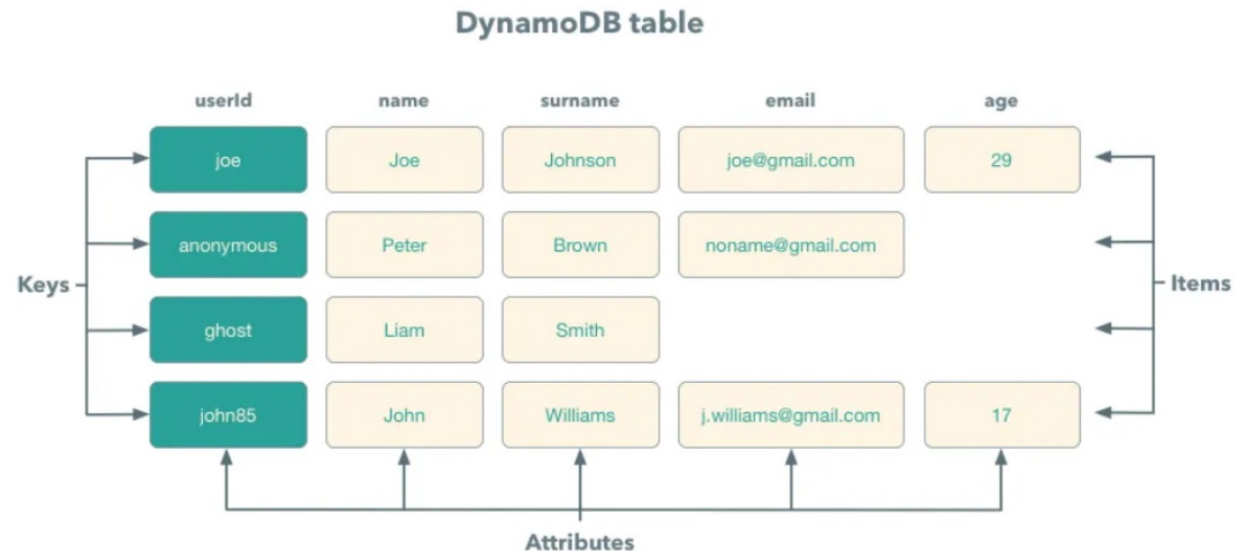 DynamoDB table
userId name surname email age
joe Joe Johnson joe@gmail.com 29
anonymous Peter Brown noname@gmail.com
Keys Items
ghost Liam Smith
john85 John Williams j.williams@gmail.com 17
Attributes